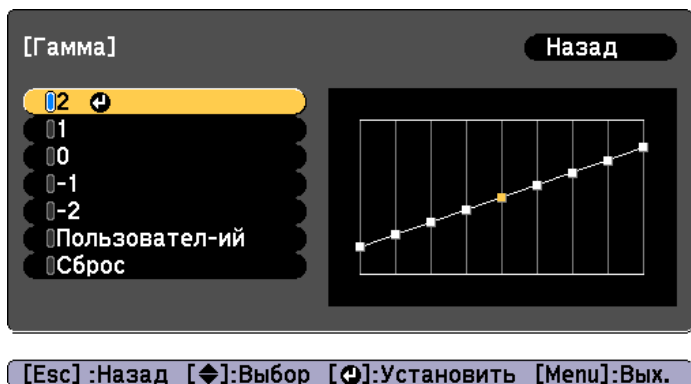 [Гамма]
Назад
2
1
0
-1
-2
Пользовател-ий
Сброс
[Esc] :Назад [◆]:Выбор [↵]:Установить [Menu]:Вых.